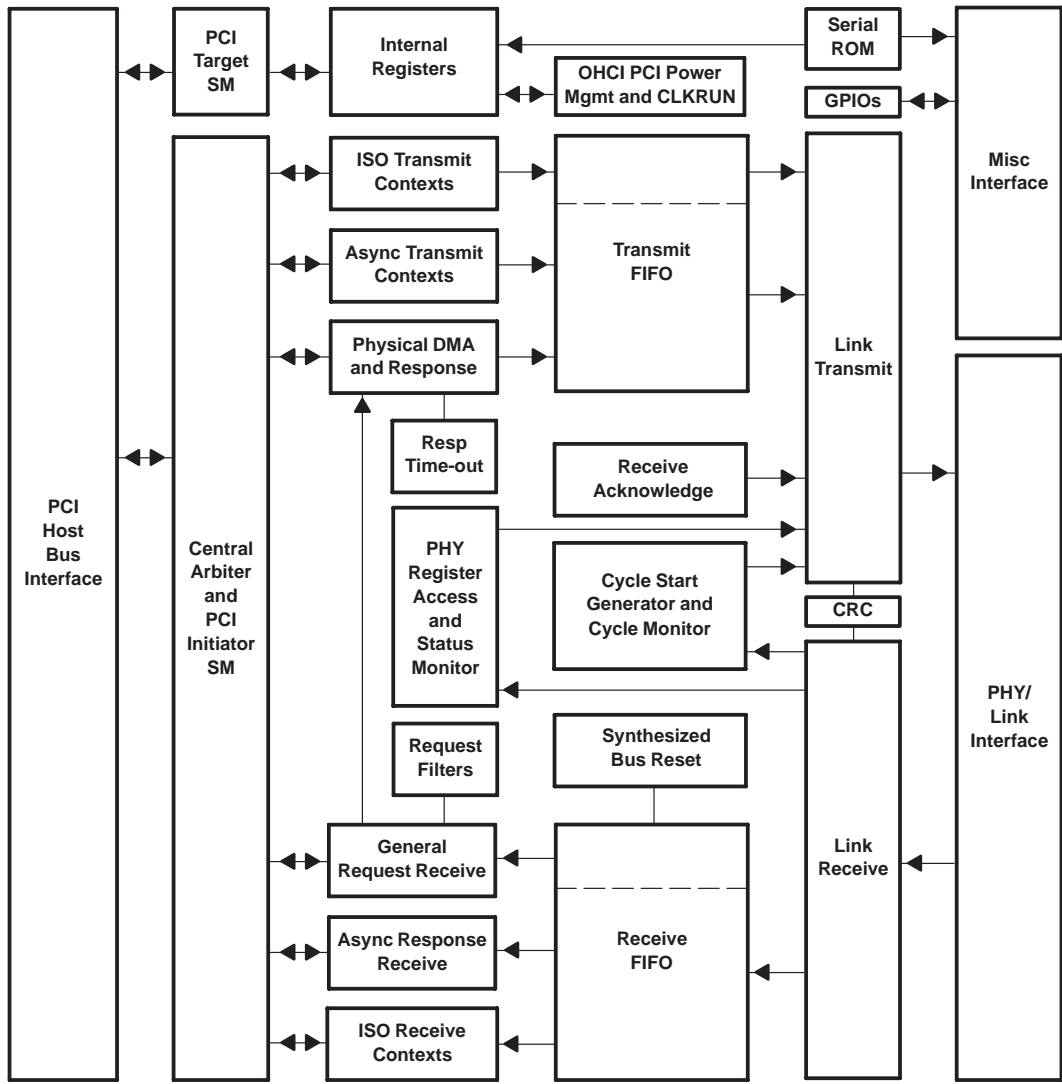 PCI
Host
Bus
Interface
PCI
Target
SM
Central
Arbiter
and
PCI
Initiator
SM
Internal
Registers
OHCI PCI Power
Mgmt and CLKRUN
Serial
ROM
GPIOs
Misc
Interface
ISO Transmit
Contexts
Async Transmit
Contexts
Physical DMA
and Response
Resp
Time-out
Transmit
FIFO
Link
Transmit
Receive
Acknowledge
PHY
Register
Access
and
Status
Monitor
Cycle Start
Generator and
Cycle Monitor
CRC
PHY/
Link
Interface
Request
Filters
Synthesized
Bus Reset
General
Request Receive
Async Response
Receive
ISO Receive
Contexts
Receive
FIFO
Link
Receive